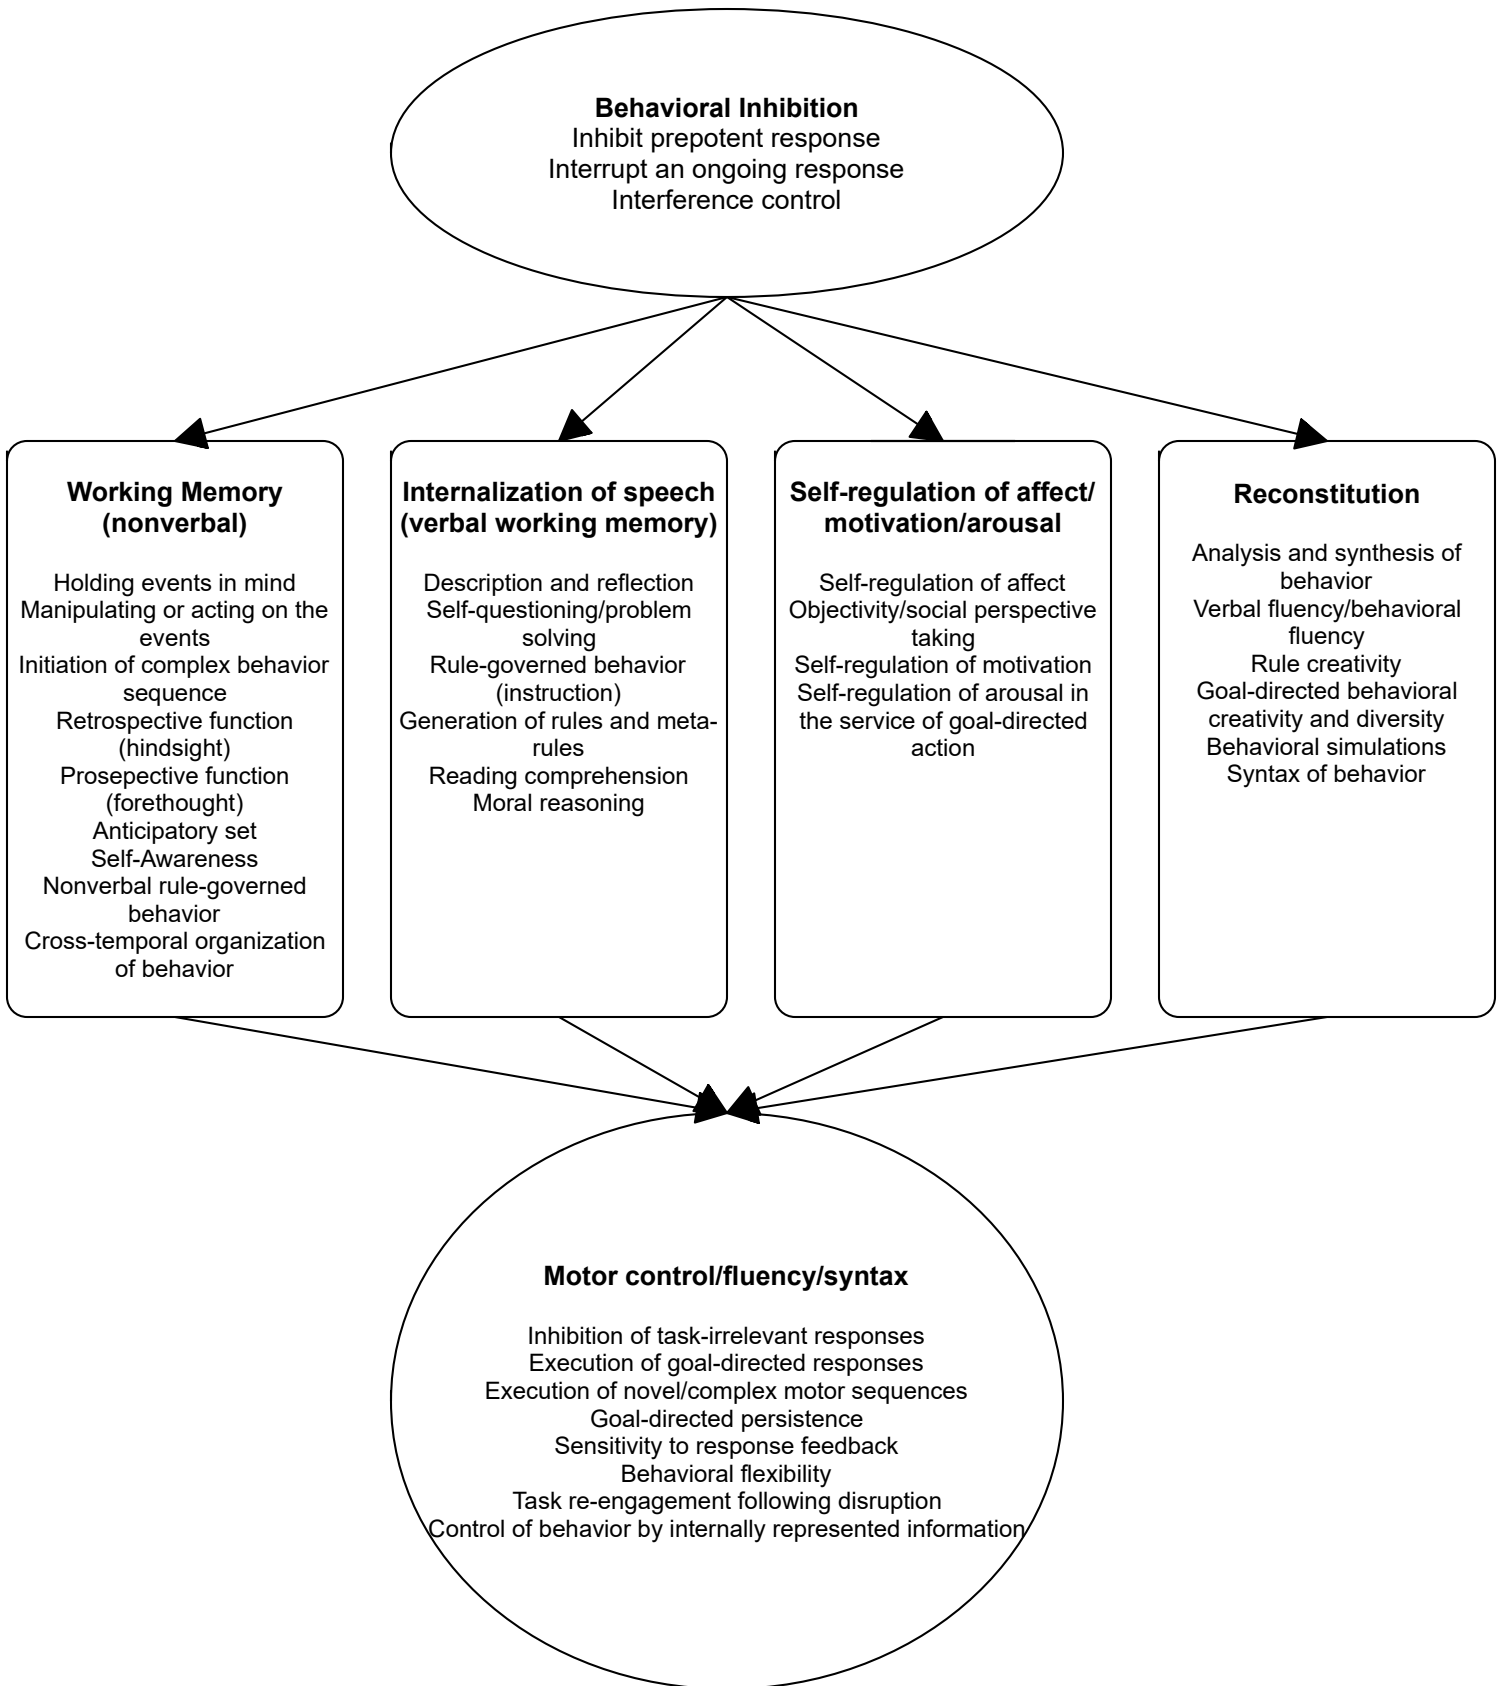 Behavioral Inhibition
Inhibit prepotent response
Interrupt an ongoing response
Interference control
Working Memory
(nonverbal)
Holding events in mind
Manipulating or acting on the
events
Initiation of complex behavior
sequence
Retrospective function
(hindsight)
Prosepective function
(forethought)
Anticipatory set
Self-Awareness
Nonverbal rule-governed
behavior
Cross-temporal organization
of behavior
Internalization of speech
(verbal working memory)
Description and reflection
Self-questioning/problem
solving
Rule-governed behavior
(instruction)
Generation of rules and meta-
rules
Reading comprehension
Moral reasoning
Self-regulation of affect/
motivation/arousal
Self-regulation of affect
Objectivity/social perspective
taking
Self-regulation of motivation
Self-regulation of arousal in
the service of goal-directed
action
Reconstitution
Analysis and synthesis of
behavior
Verbal fluency/behavioral
fluency
Rule creativity
Goal-directed behavioral
creativity and diversity
Behavioral simulations
Syntax of behavior
Motor control/fluency/syntax
Inhibition of task-irrelevant responses
Execution of goal-directed responses
Execution of novel/complex motor sequences
Goal-directed persistence
Sensitivity to response feedback
Behavioral flexibility
Task re-engagement following disruption
Control of behavior by internally represented information